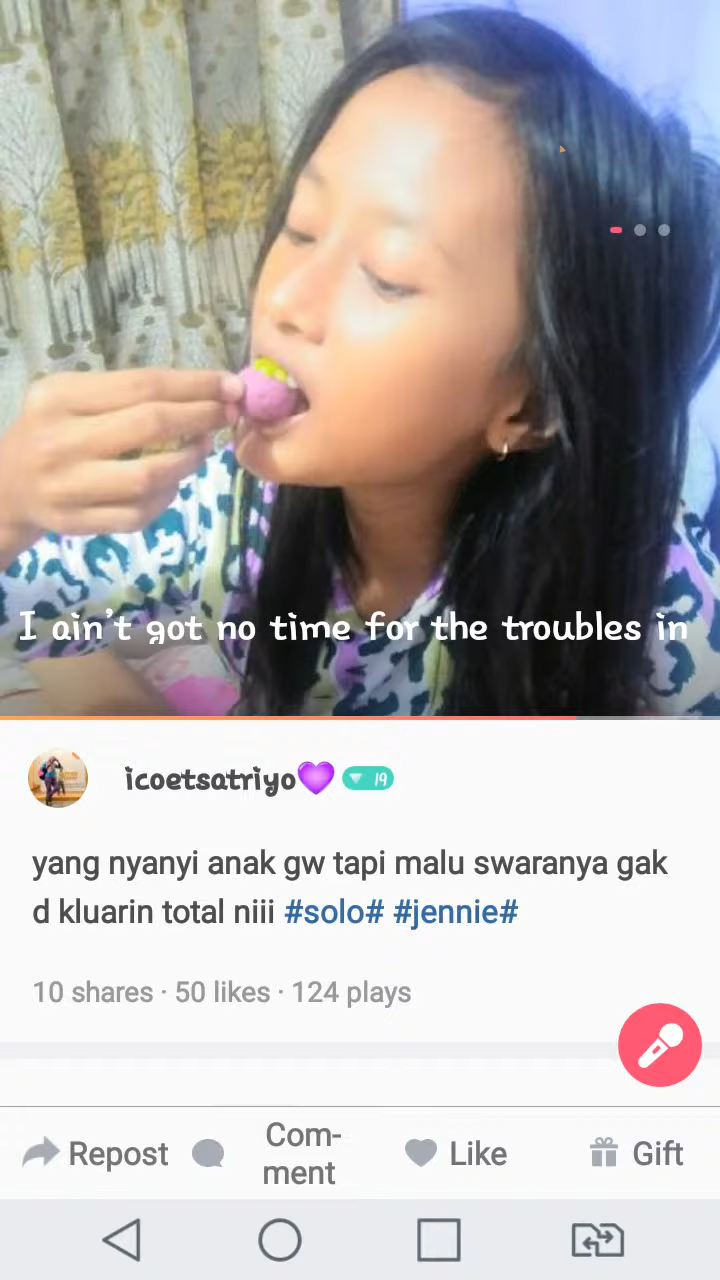 I ain't got no time for the troubles in
icoetsatriyo💜 19
yang nyanyi anak gw tapi malu swaranya gak
d kluarin total niii #solo# #jennie#
10 shares · 50 likes · 124 plays
Repost
Com-
ment
Like
Gift